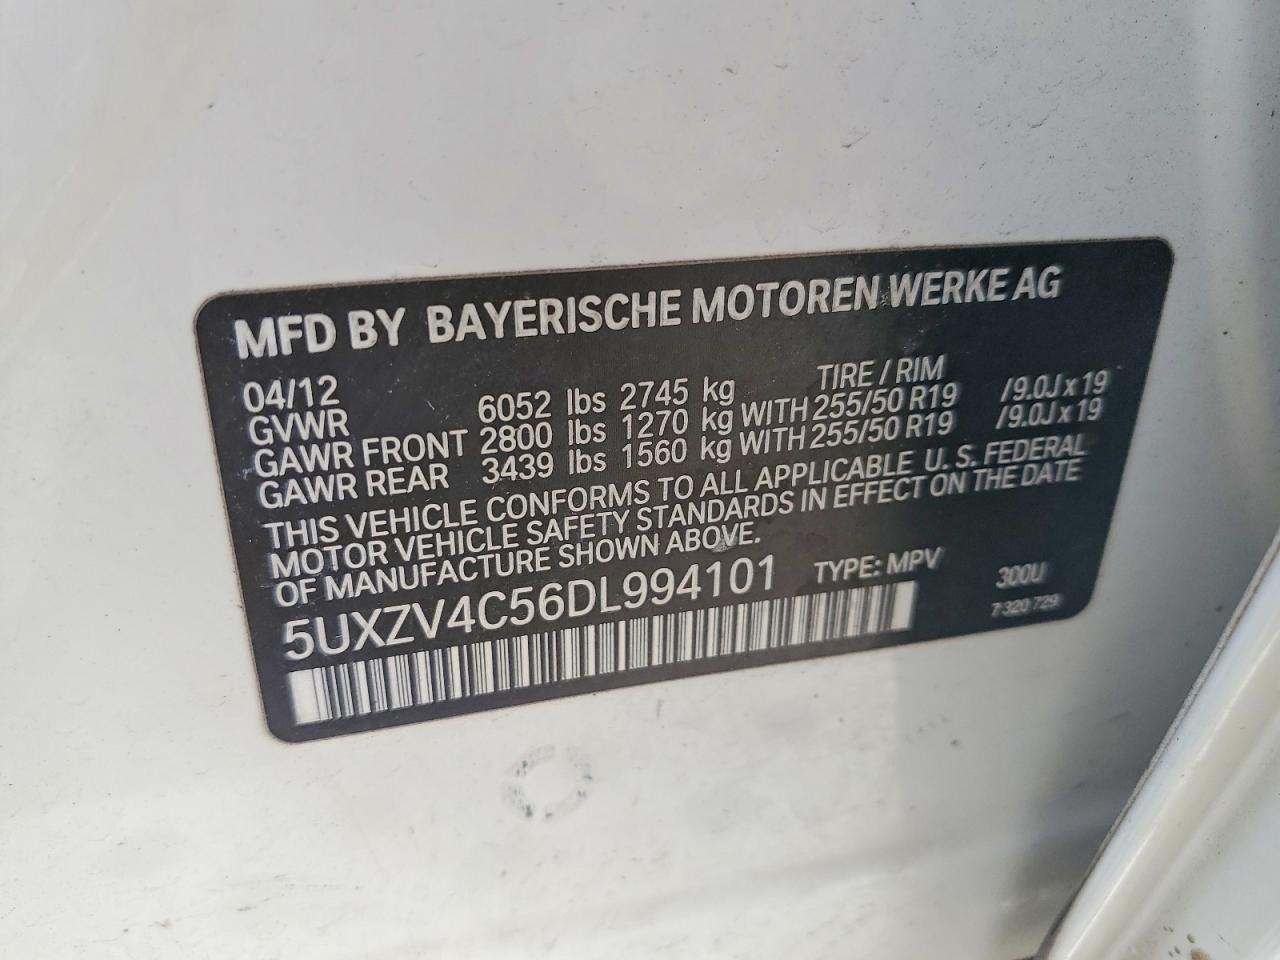 MFD BY BAYERISCHE MOTOREN WERKE AG
04/12 TIRE / RIM
GVWR 6052 lbs 2745 kg
GAWR FRONT 2800 lbs 1270 kg WITH 255/50 R19 /9.0J x 19
GAWR REAR 3439 lbs 1560 kg WITH 255/50 R19 /9.0J x 19
THIS VEHICLE CONFORMS TO ALL APPLICABLE U. S. FEDERAL
MOTOR VEHICLE SAFETY STANDARDS IN EFFECT ON THE DATE
OF MANUFACTURE SHOWN ABOVE.
5UXZV4C56DL994101 TYPE: MPV 300U
7 320 729